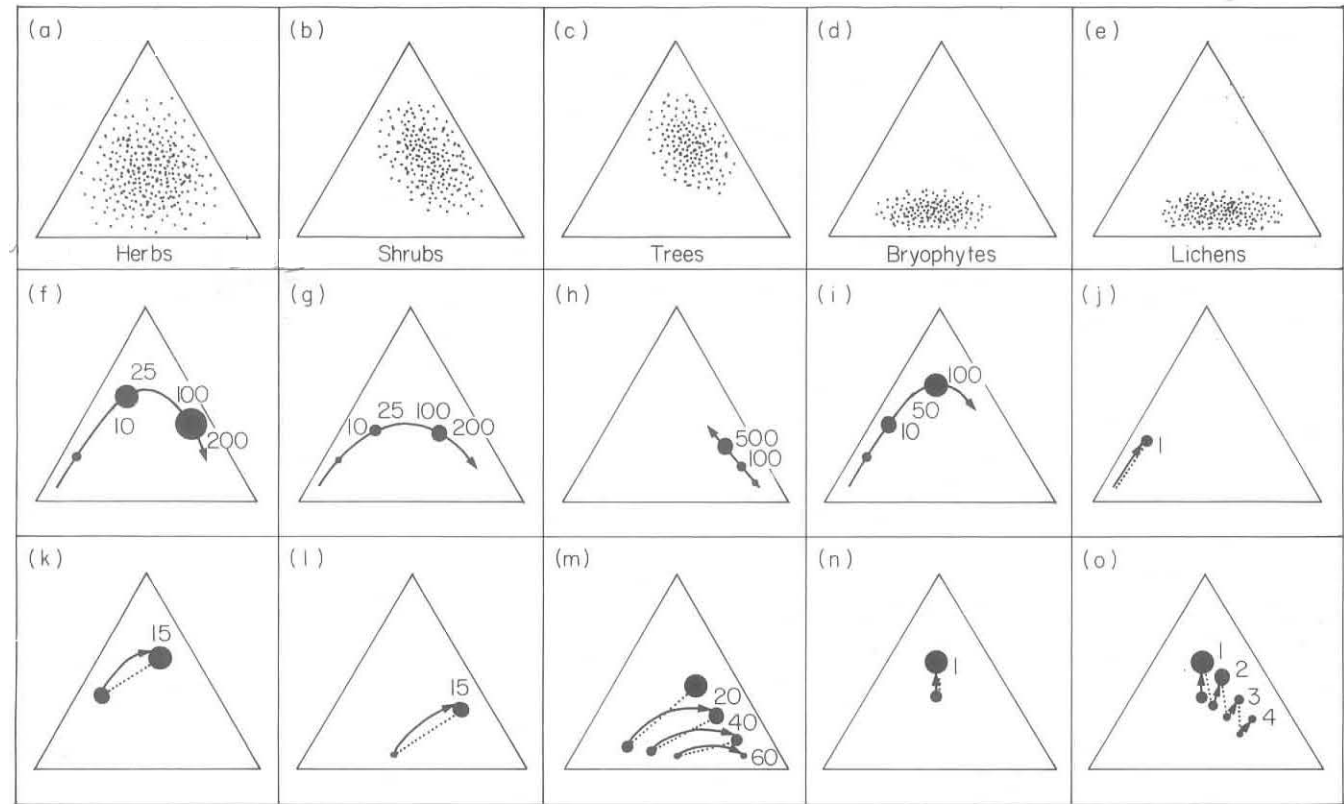 (a) (b) (c) (d) (e)
Herbs Shrubs Trees Bryophytes Lichens
(f) (g) (h) (i) (j)
25 10 100 200
10 25 100 200
500 100
10 50 100
1
(k) (l) (m) (n) (o)
15
15
20 40 60
1
1 2 3 4